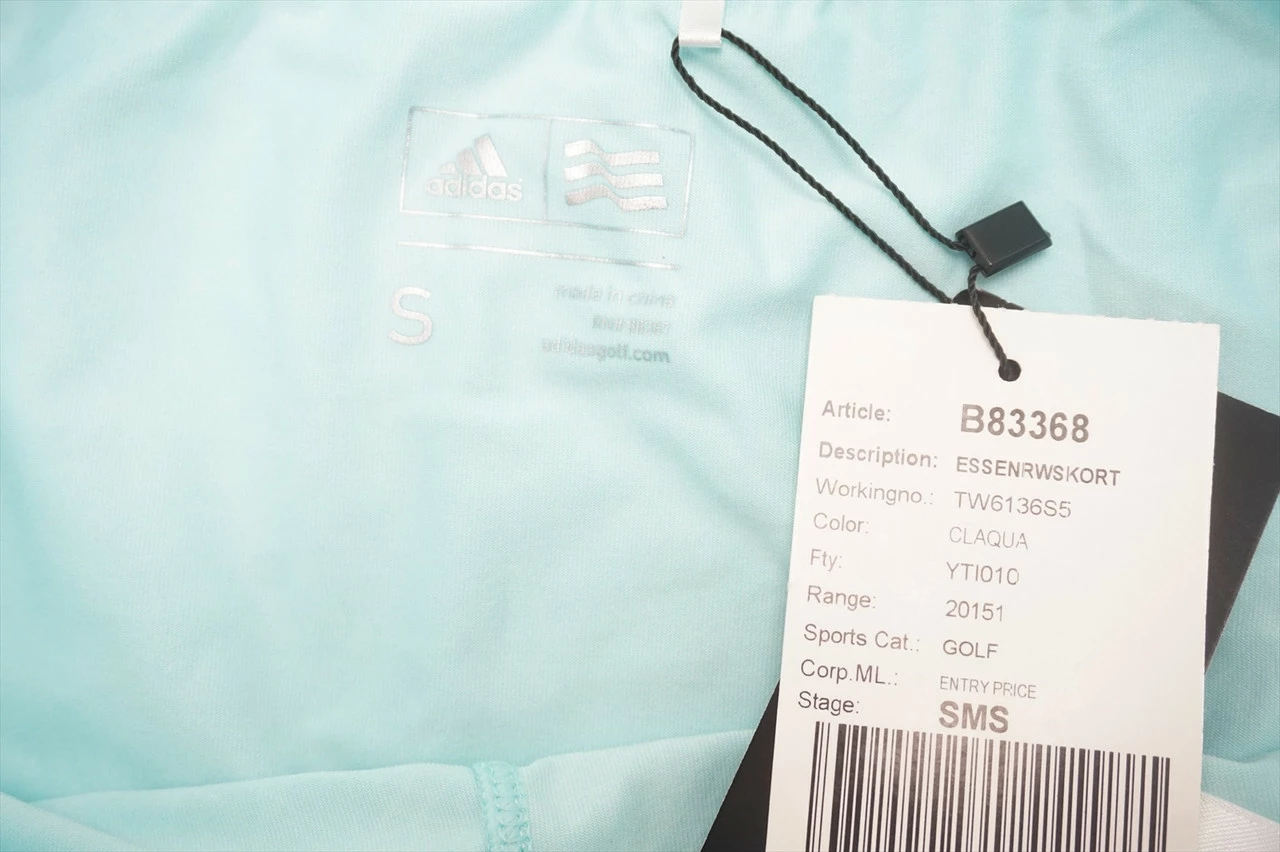 adidas
S
made in china
adidasgolf.com
Article: B83368
Description: ESSENRWSKORT
Workingno.: TW6136S5
Color: CLAQUA
Fty: YTI010
Range: 20151
Sports Cat.: GOLF
Corp.ML.: ENTRY PRICE
Stage: SMS